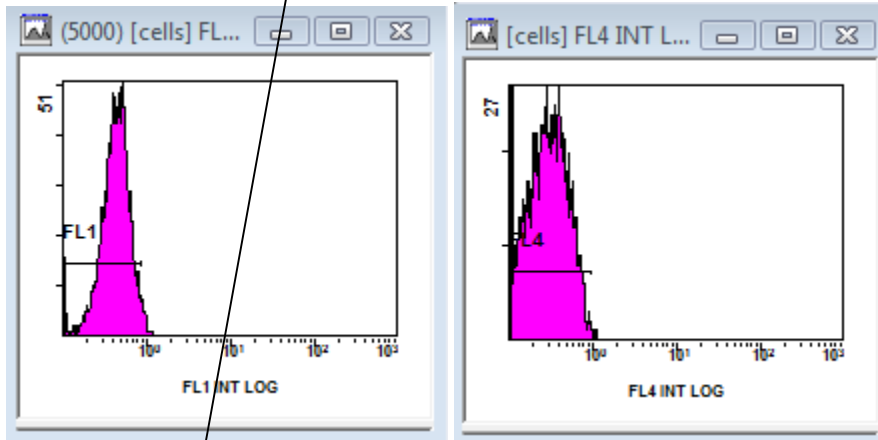 (5000) [cells] FL...
51
FL1
10⁰ 10¹ 10² 10³
FL1 INT LOG
[cells] FL4 INT L...
27
FL4
10⁰ 10¹ 10² 10³
FL4 INT LOG